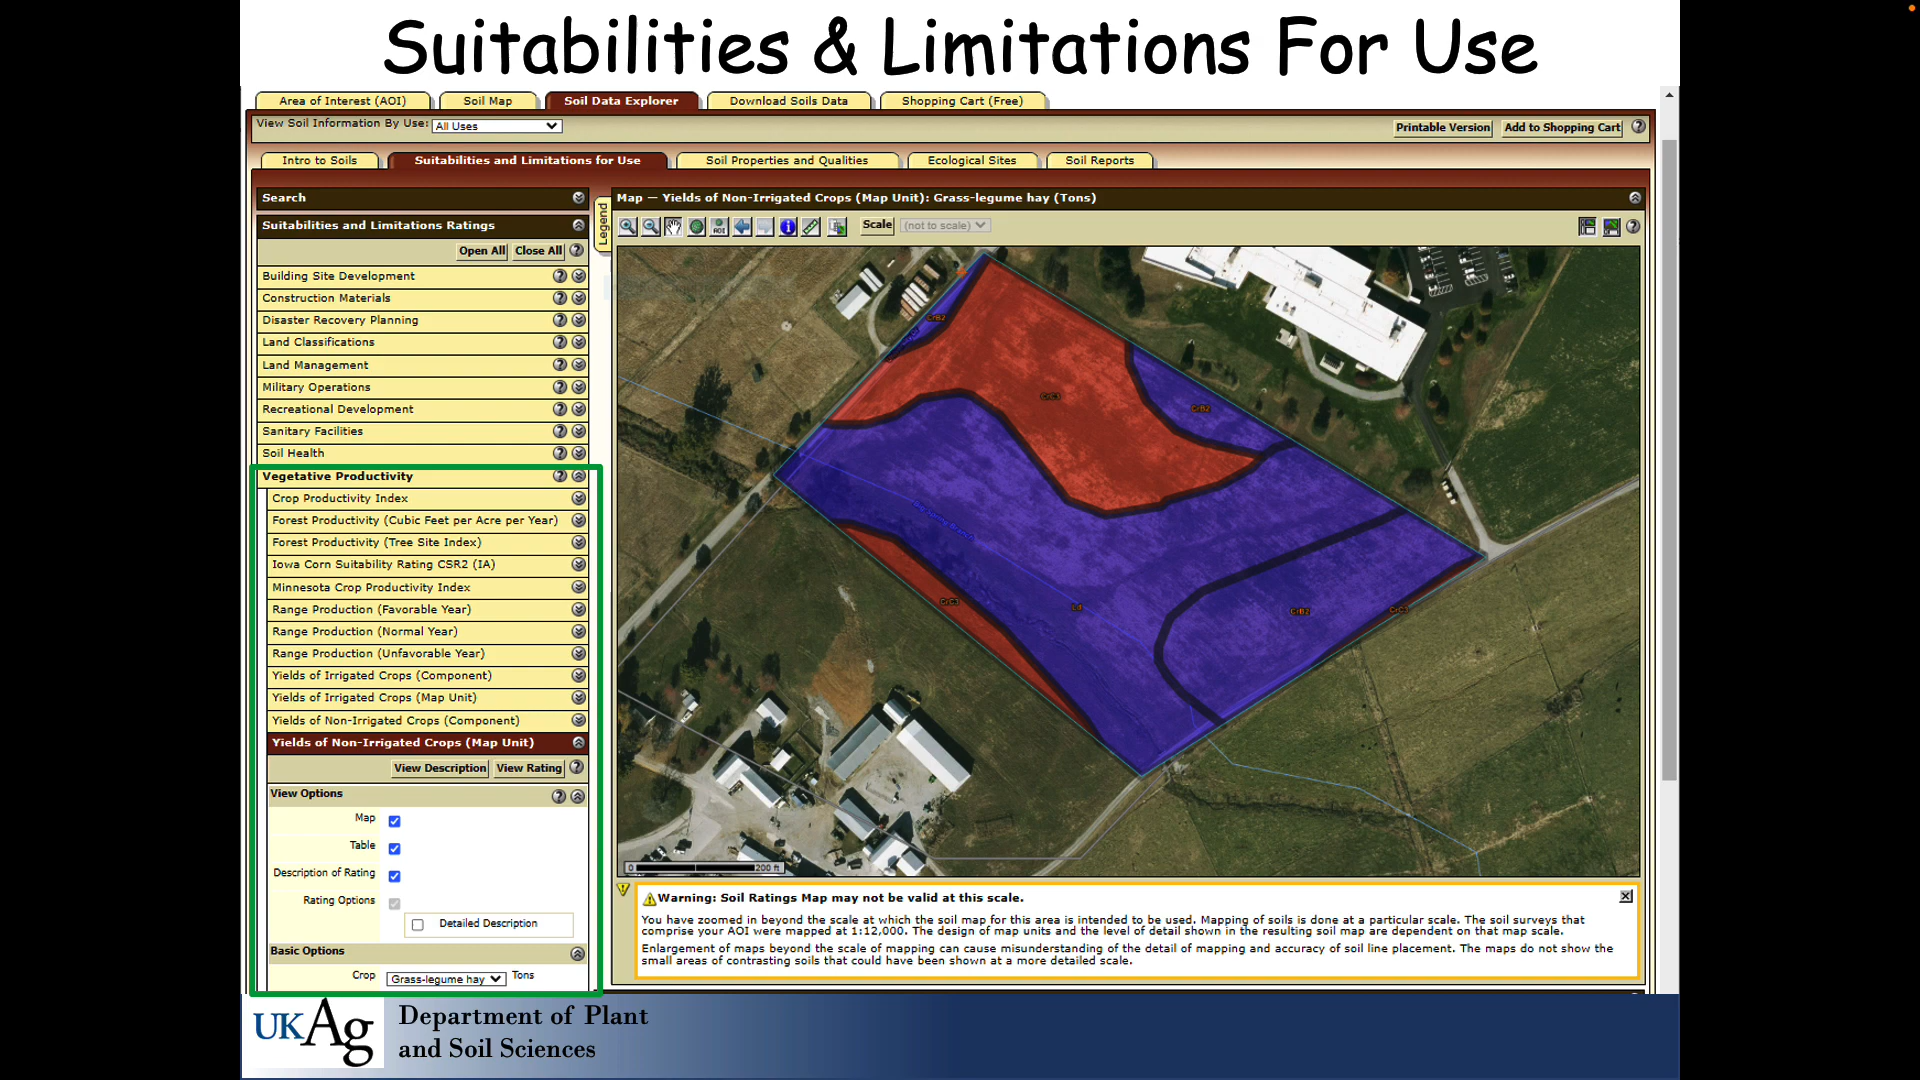 Suitabilities & Limitations For Use
Area of Interest (AOI)
Soil Map
Soil Data Explorer
Download Soils Data
Shopping Cart (Free)
View Soil Information By Use:
All Uses
Printable Version
Add to Shopping Cart
Intro to Soils
Suitabilities and Limitations for Use
Soil Properties and Qualities
Ecological Sites
Soil Reports
Search
Suitabilities and Limitations Ratings
Open All
Close All
Building Site Development
Construction Materials
Disaster Recovery Planning
Land Classifications
Land Management
Military Operations
Recreational Development
Sanitary Facilities
Soil Health
Vegetative Productivity
Crop Productivity Index
Forest Productivity (Cubic Feet per Acre per Year)
Forest Productivity (Tree Site Index)
Iowa Corn Suitability Rating CSR2 (IA)
Minnesota Crop Productivity Index
Range Production (Favorable Year)
Range Production (Normal Year)
Range Production (Unfavorable Year)
Yields of Irrigated Crops (Component)
Yields of Irrigated Crops (Map Unit)
Yields of Non-Irrigated Crops (Component)
Yields of Non-Irrigated Crops (Map Unit)
View Description
View Rating
View Options
Map
Table
Description of Rating
Rating Options
Detailed Description
Basic Options
Crop
Grass-legume hay
Tons
Legend
Map — Yields of Non-Irrigated Crops (Map Unit): Grass-legume hay (Tons)
AOI
Scale
(not to scale)
CrB2
CrC3
CrB2
CrC3
Ld
CrB2
CrC3
0
200 ft
Warning: Soil Ratings Map may not be valid at this scale.
You have zoomed in beyond the scale at which the soil map for this area is intended to be used. Mapping of soils is done at a particular scale. The soil surveys that
comprise your AOI were mapped at 1:12,000. The design of map units and the level of detail shown in the resulting soil map are dependent on that map scale.
Enlargement of maps beyond the scale of mapping can cause misunderstanding of the detail of mapping and accuracy of soil line placement. The maps do not show the
small areas of contrasting soils that could have been shown at a more detailed scale.
UKAg
Department of Plant
and Soil Sciences